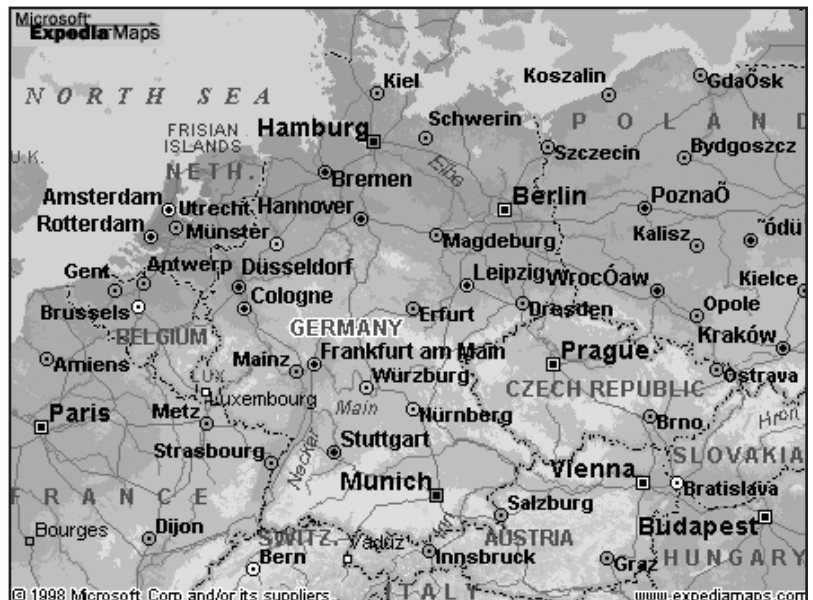 Microsoft
Expedia Maps
Kiel
Koszalin
GdaÕsk
NORTH SEA
Schwerin
POLAND
Hamburg
FRISIAN
ISLANDS
U.K.
Szczecin
Bydgoszcz
NETH.
Elbe
Bremen
Amsterdam
Utrecht
Hannover
Berlin
PoznaÕ
Rotterdam
Münster
Magdeburg
Kalisz
˜ódü
Gent
Antwerp
Düsseldorf
Leipzig
WrocÓaw
Kielce
Brussels
Cologne
Erfurt
Dresden
Opole
BELGIUM
GERMANY
Kraków
Amiens
Mainz
Frankfurt am Main
Prague
LUX.
Würzburg
CZECH REPUBLIC
Ostrava
Luxembourg
Paris
Metz
Main
Nürnberg
Brno
Hron
Strasbourg
Neckar
Stuttgart
SLOVAKIA
Munich
Vienna
Bratislava
FRANCE
Salzburg
Budapest
Bourges
Dijon
Inn
SWITZ.
Vaduz
AUSTRIA
Bern
Innsbruck
Graz
HUNGARY
ITALY
© 1998 Microsoft Corp and/or its suppliers.
www.expediamaps.com